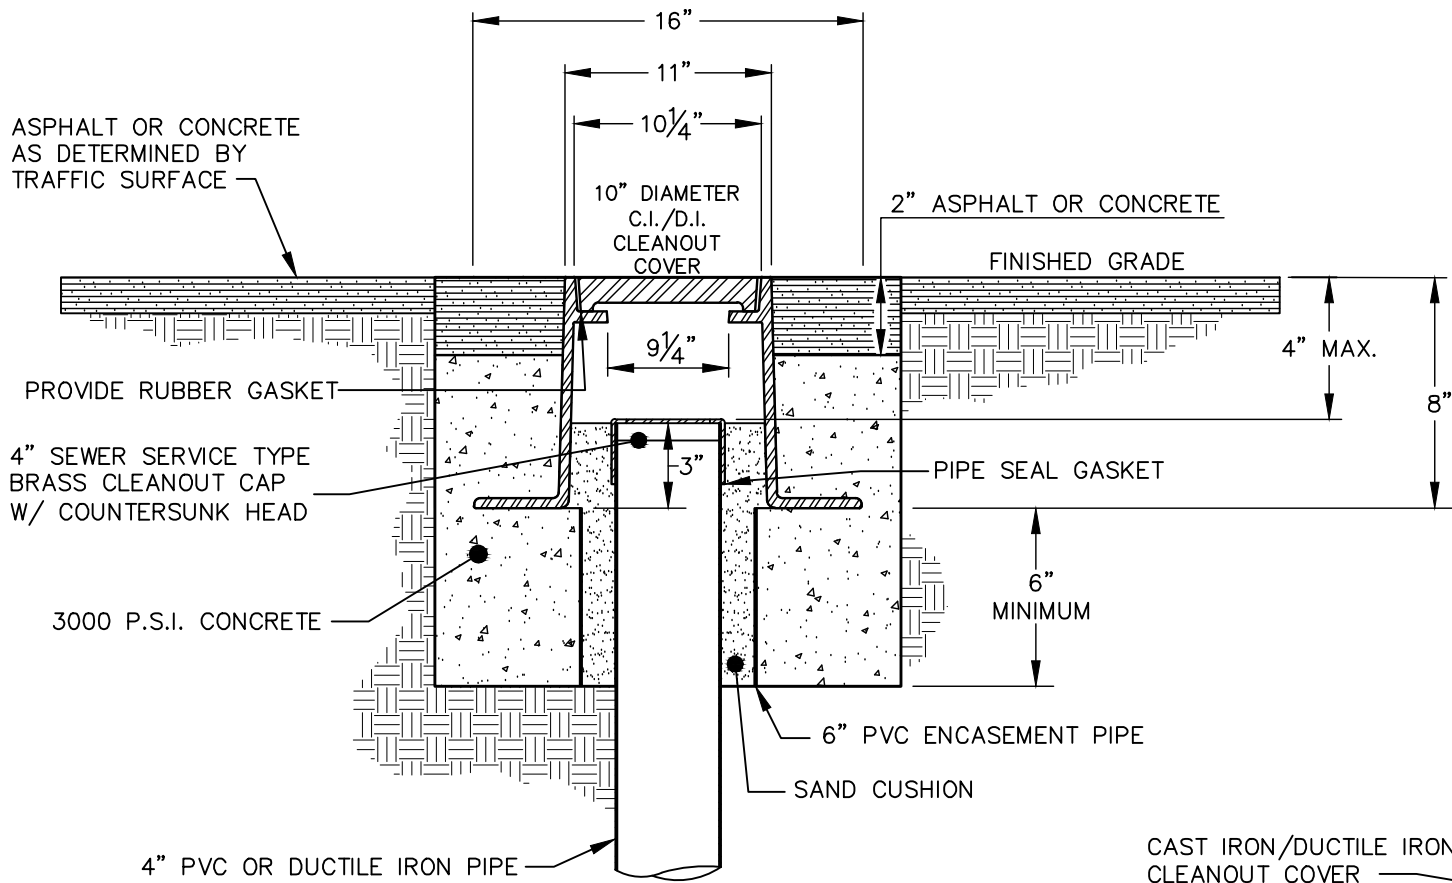 16”
11”
10¼”
ASPHALT OR CONCRETE
AS DETERMINED BY
TRAFFIC SURFACE
10” DIAMETER
C.I./D.I.
CLEANOUT
COVER
2” ASPHALT OR CONCRETE
FINISHED GRADE
9¼”
4” MAX.
8”
PROVIDE RUBBER GASKET
4” SEWER SERVICE TYPE
BRASS CLEANOUT CAP
W/ COUNTERSUNK HEAD
3”
PIPE SEAL GASKET
6”
MINIMUM
3000 P.S.I. CONCRETE
6” PVC ENCASEMENT PIPE
SAND CUSHION
4” PVC OR DUCTILE IRON PIPE
CAST IRON/DUCTILE IRON
CLEANOUT COVER